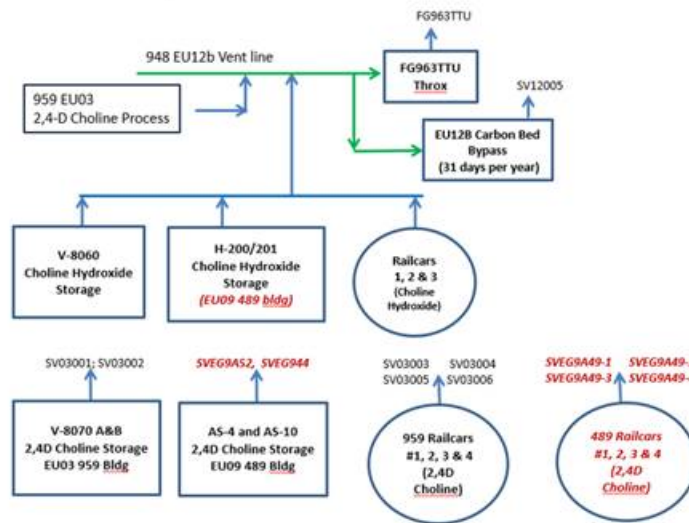 FG963TTU
948 EU12b Vent line
FG963TTU
Throx
SV12005
959 EU03
2,4-D Choline Process
EU12B Carbon Bed
Bypass
(31 days per year)
V-8060
Choline Hydroxide
Storage
H-200/201
Choline Hydroxide
Storage
(EU09 489 bldg)
Railcars
1, 2 & 3
(Choline
Hydroxide)
SV03001; SV03002
SVEG9A52, SVEG944
SV03003 SV03004
SV03005 SV03006
SVEG9A49-1
SVEG9A49-3
V-8070 A&B
2,4D Choline Storage
EU03 959 Bldg
AS-4 and AS-10
2,4D Choline Storage
EU09 489 Bldg
959 Railcars
#1, 2, 3 & 4
(2,4D
Choline)
489 Railcars
#1, 2, 3 & 4
(2,4D
Choline)